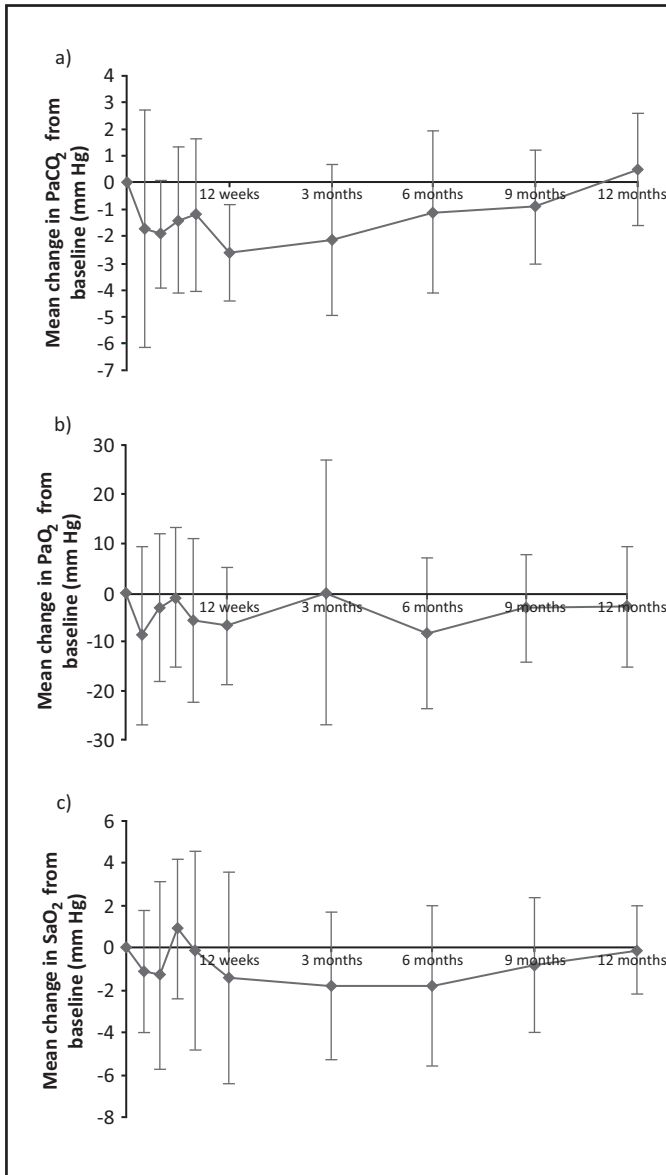 a)
Mean change in PaCO2 from
baseline (mm Hg)
4
3
2
1
0
-1
-2
-3
-4
-5
-6
-7
12 weeks
3 months
6 months
9 months
12 months
b)
Mean change in PaO2 from
baseline (mm Hg)
30
20
10
0
-10
-20
-30
12 weeks
3 months
6 months
9 months
12 months
c)
Mean change in SaO2 from
baseline (mm Hg)
6
4
2
0
-2
-4
-6
-8
12 weeks
3 months
6 months
9 months
12 months